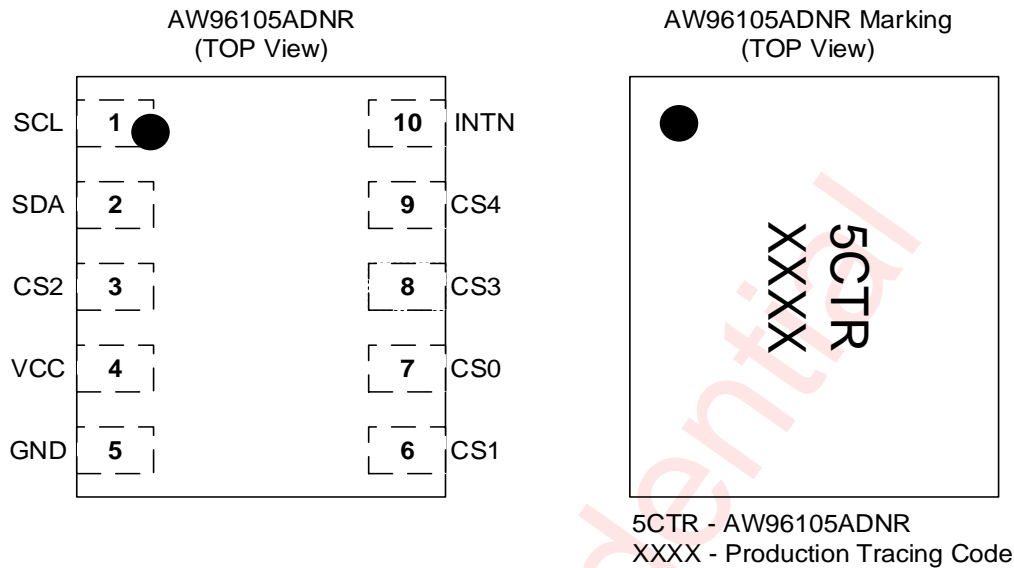 AW96105ADNR
(TOP View)
SCL 1 10 INTN
SDA 2 9 CS4
CS2 3 8 CS3
VCC 4 7 CS0
GND 5 6 CS1
AW96105ADNR Marking
(TOP View)
5CTR
XXXX
5CTR - AW96105ADNR
XXXX - Production Tracing Code
dential